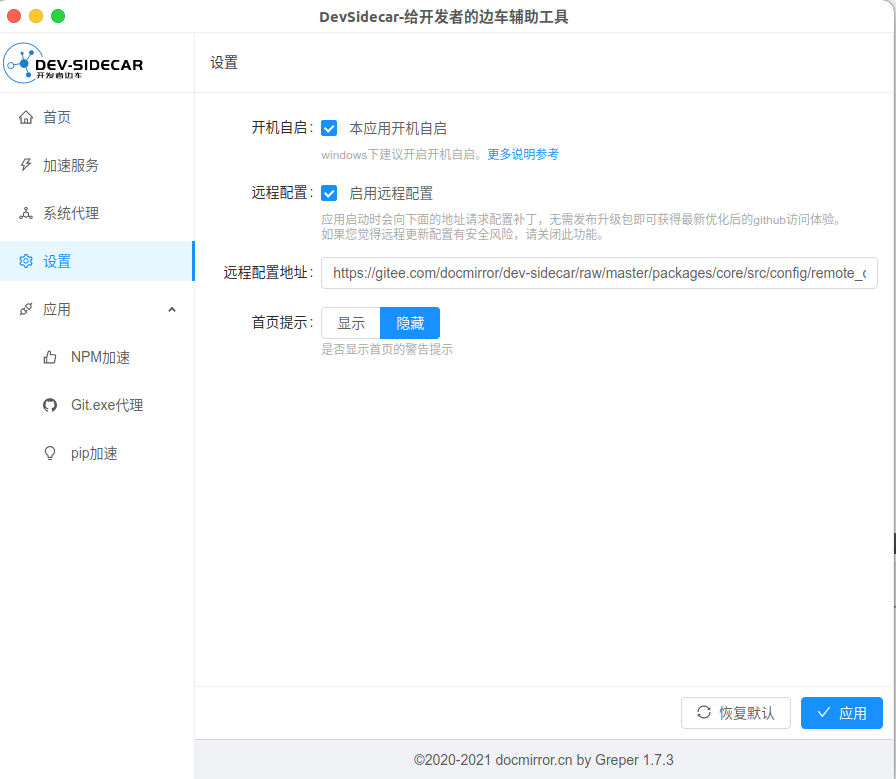 DevSidecar-给开发者的边车辅助工具
DEV-SIDECAR
开发者边车
设置
首页
加速服务
系统代理
设置
应用
NPM加速
Git.exe代理
pip加速
开机自启： 本应用开机自启
windows下建议开启开机自启。更多说明参考
远程配置： 启用远程配置
应用启动时会向下面的地址请求配置补丁，无需发布升级包即可获得最新优化后的github访问体验。
如果您觉得远程更新配置有安全风险，请关闭此功能。
远程配置地址： https://gitee.com/docmirror/dev-sidecar/raw/master/packages/core/src/config/remote_c
首页提示： 显示 隐藏
是否显示首页的警告提示
恢复默认 应用
©2020-2021 docmirror.cn by Greper 1.7.3